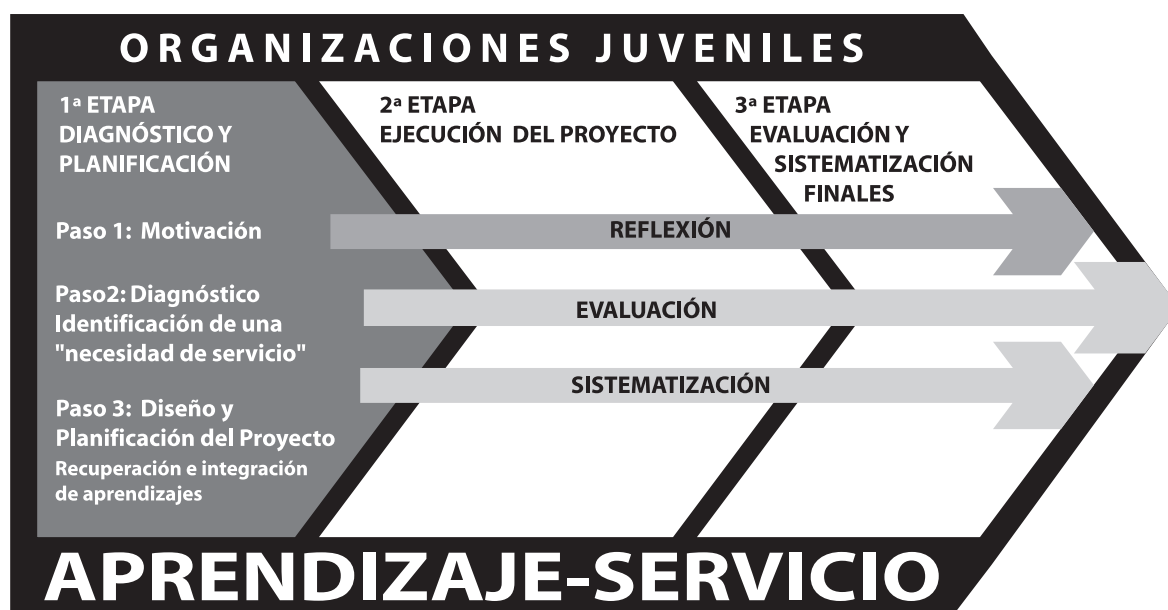 ORGANIZACIONES JUVENILES
1ª ETAPA
DIAGNÓSTICO Y
PLANIFICACIÓN
Paso 1: Motivación
Paso2: Diagnóstico
Identificación de una
"necesidad de servicio"
Paso 3: Diseño y
Planificación del Proyecto
Recuperación e integración
de aprendizajes
2ª ETAPA
EJECUCIÓN DEL PROYECTO
3ª ETAPA
EVALUACIÓN Y
SISTEMATIZACIÓN
FINALES
REFLEXIÓN
EVALUACIÓN
SISTEMATIZACIÓN
APRENDIZAJE-SERVICIO